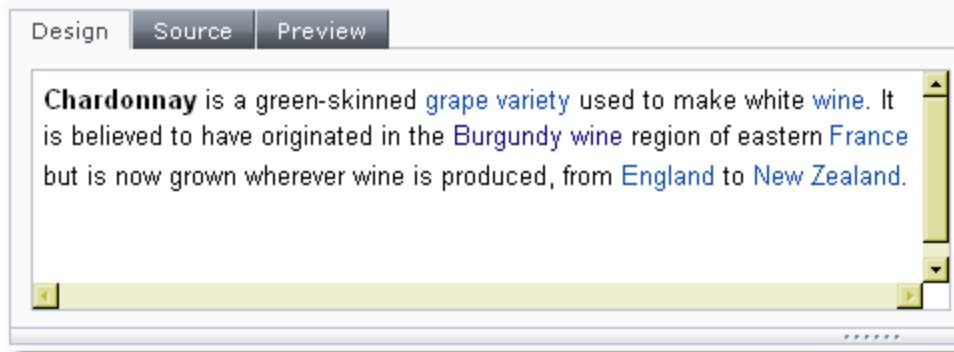 Design Source Preview
Chardonnay is a green-skinned grape variety used to make white wine. It
is believed to have originated in the Burgundy wine region of eastern France
but is now grown wherever wine is produced, from England to New Zealand.